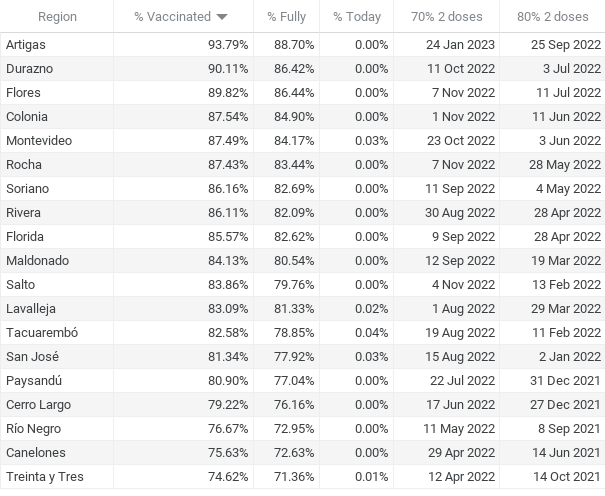 Region % Vaccinated % Fully % Today 70% 2 doses 80% 2 doses
Artigas 93.79% 88.70% 0.00% 24 Jan 2023 25 Sep 2022
Durazno 90.11% 86.42% 0.00% 11 Oct 2022 3 Jul 2022
Flores 89.82% 86.44% 0.00% 7 Nov 2022 11 Jul 2022
Colonia 87.54% 84.90% 0.00% 1 Nov 2022 11 Jun 2022
Montevideo 87.49% 84.17% 0.03% 23 Oct 2022 3 Jun 2022
Rocha 87.43% 83.44% 0.00% 7 Nov 2022 28 May 2022
Soriano 86.16% 82.69% 0.00% 11 Sep 2022 4 May 2022
Rivera 86.11% 82.09% 0.00% 30 Aug 2022 28 Apr 2022
Florida 85.57% 82.62% 0.00% 9 Sep 2022 28 Apr 2022
Maldonado 84.13% 80.54% 0.00% 12 Sep 2022 19 Mar 2022
Salto 83.86% 79.76% 0.00% 4 Nov 2022 13 Feb 2022
Lavalleja 83.09% 81.33% 0.02% 1 Aug 2022 29 Mar 2022
Tacuarembó 82.58% 78.85% 0.04% 19 Aug 2022 11 Feb 2022
San José 81.34% 77.92% 0.03% 15 Aug 2022 2 Jan 2022
Paysandú 80.90% 77.04% 0.00% 22 Jul 2022 31 Dec 2021
Cerro Largo 79.22% 76.16% 0.00% 17 Jun 2022 27 Dec 2021
Río Negro 76.67% 72.95% 0.00% 11 May 2022 8 Sep 2021
Canelones 75.63% 72.63% 0.00% 29 Apr 2022 14 Jun 2021
Treinta y Tres 74.62% 71.36% 0.01% 12 Apr 2022 14 Oct 2021